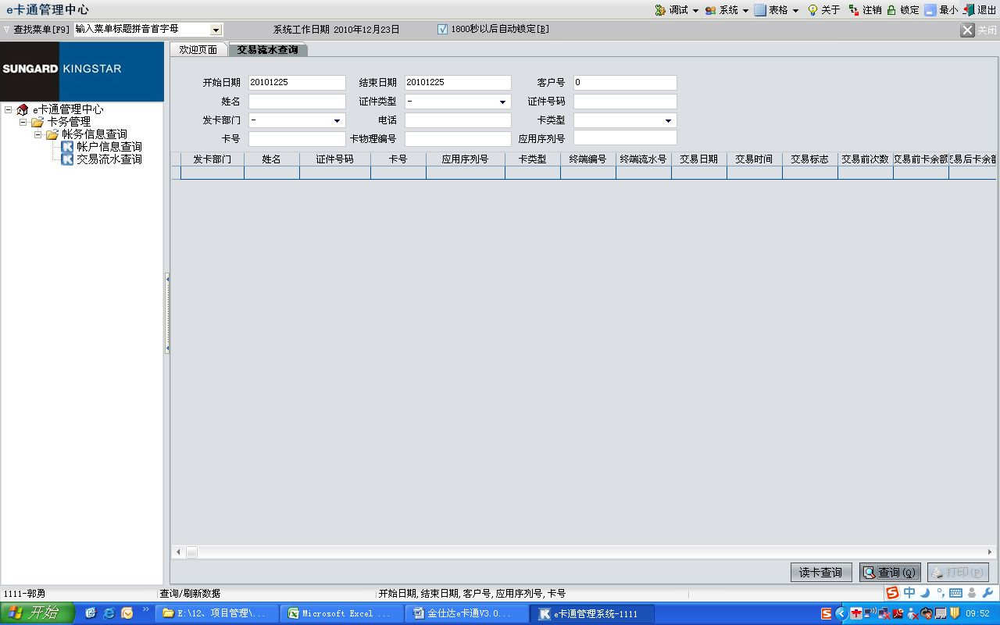 e卡通管理中心 调试 系统 表格 关于 注销 锁定 最小 退出
查找菜单[F9] 输入菜单标题拼音首字母 系统工作日期 2010年12月23日 1800秒以后自动锁定[B] 关闭
SUNGARD KINGSTAR
e卡通管理中心
卡务管理
帐务信息查询
帐户信息查询
交易流水查询
欢迎页面 交易流水查询
开始日期 20101225 结束日期 20101225 客户号 0
姓名 证件类型 - 证件号码
发卡部门 - 电话 卡类型
卡号 卡物理编号 应用序列号
发卡部门 姓名 证件号码 卡号 应用序列号 卡类型 终端编号 终端流水号 交易日期 交易时间 交易标志 交易前次数 交易前卡余额 交易后卡余额
读卡查询 查询(Q) 打印(P)
1111-郭勇 查询/刷新数据 开始日期,结束日期,客户号,应用序列号,卡号 中
开始 E:\12、项目管理\... Microsoft Excel ... 金仕达e卡通V3.0... e卡通管理系统-1111 09:52